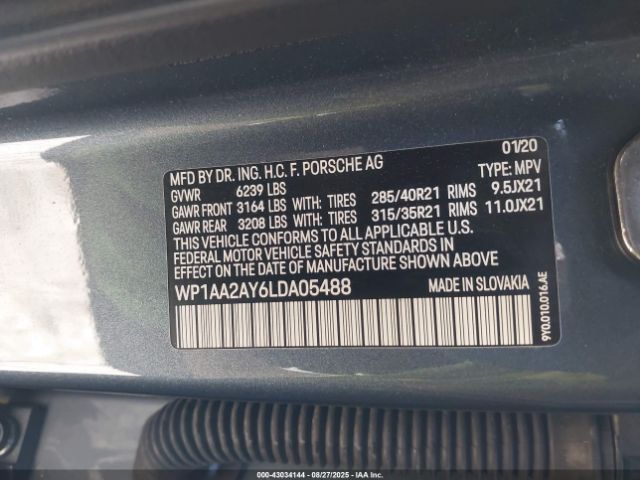 MFD BY DR. ING. H.C. F. PORSCHE AG 01/20
GVWR 6239 LBS TYPE: MPV
GAWR FRONT 3164 LBS WITH: TIRES 285/40R21 RIMS 9.5JX21
GAWR REAR 3208 LBS WITH: TIRES 315/35R21 RIMS 11.0JX21
THIS VEHICLE CONFORMS TO ALL APPLICABLE U.S.
FEDERAL MOTOR VEHICLE SAFETY STANDARDS IN
EFFECT ON THE DATE OF MANUFACTURE SHOWN ABOVE
WP1AA2AY6LDA05488 MADE IN SLOVAKIA
9Y0.010.016.AE
000-43034144 - 08/27/2025 - IAA Inc.